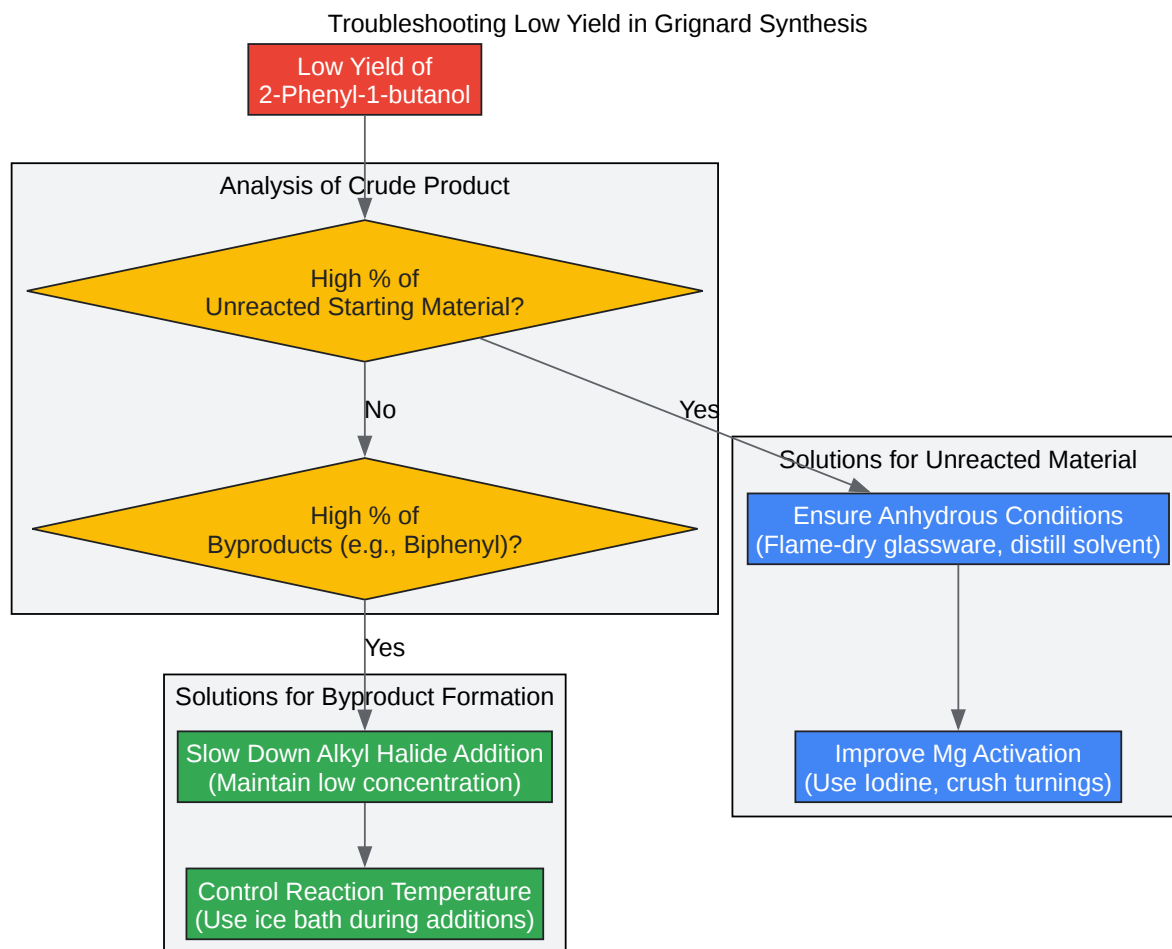 Troubleshooting Low Yield in Grignard Synthesis
Low Yield of
2-Phenyl-1-butanol
Analysis of Crude Product
High % of
Unreacted Starting Material?
No
Yes
High % of
Byproducts (e.g., Biphenyl)?
Yes
Solutions for Unreacted Material
Ensure Anhydrous Conditions
(Flame-dry glassware, distill solvent)
Improve Mg Activation
(Use Iodine, crush turnings)
Solutions for Byproduct Formation
Slow Down Alkyl Halide Addition
(Maintain low concentration)
Control Reaction Temperature
(Use ice bath during additions)